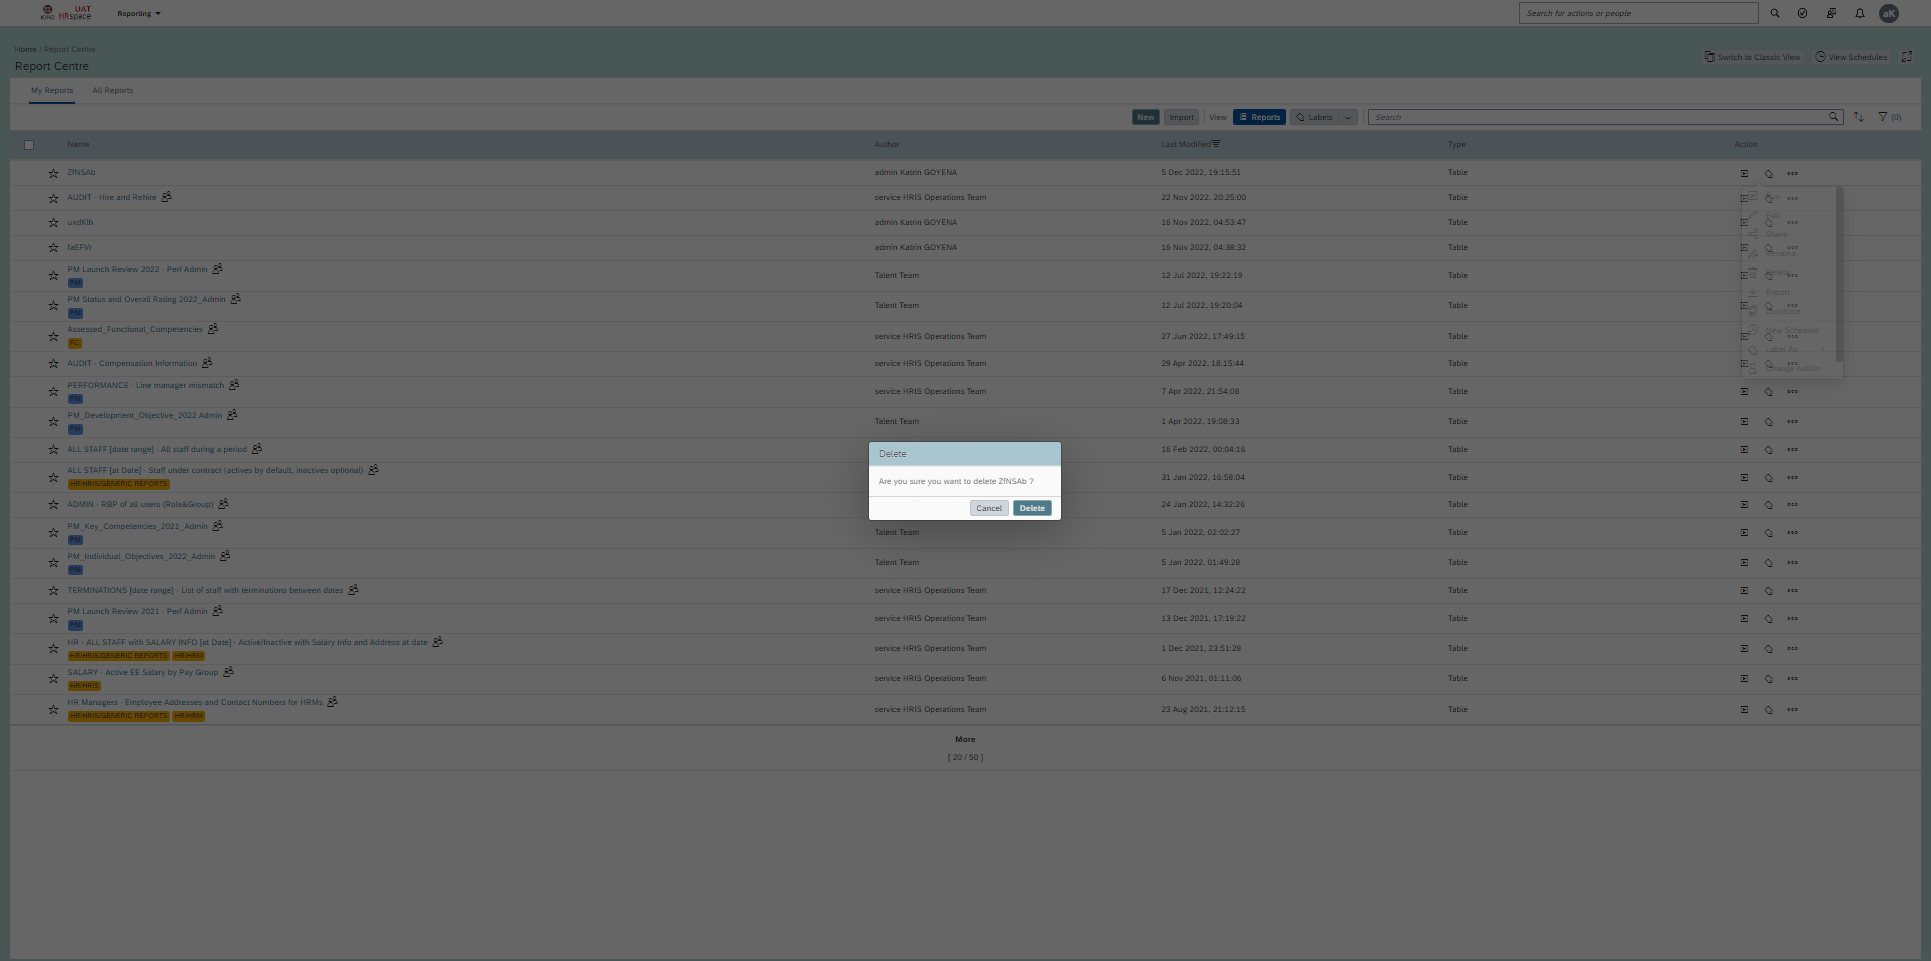 ICRC UAT HRspace Reporting Search for actions or people aK
Home / Report Centre
Report Centre
Switch to Classic View View Schedules
My Reports All Reports
New Import View Reports Labels Search (0)
Name Author Last Modified Type Action
ZfNSAb admin Katrin GOYENA 5 Dec 2022, 19:15:51 Table
AUDIT - Hire and Rehire service HRIS Operations Team 22 Nov 2022, 20:25:00 Table
uxdKlh admin Katrin GOYENA 16 Nov 2022, 04:53:47 Table
faEFVr admin Katrin GOYENA 16 Nov 2022, 04:38:32 Table
PM Launch Review 2022 - Perf Admin Talent Team 12 Jul 2022, 19:22:19 Table
PM
PM Status and Overall Rating 2022_Admin Talent Team 12 Jul 2022, 19:20:04 Table
PM
Assessed_Functional_Competencies service HRIS Operations Team 27 Jun 2022, 17:49:15 Table
FC
AUDIT - Compensation Information service HRIS Operations Team 29 Apr 2022, 18:15:44 Table
PERFORMANCE - Line manager mismatch service HRIS Operations Team 7 Apr 2022, 21:54:08 Table
PM
PM_Development_Objective_2022 Admin Talent Team 1 Apr 2022, 19:08:33 Table
PM
ALL STAFF [date range] - All staff during a period 16 Feb 2022, 00:04:16 Table
ALL STAFF [at Date] - Staff under contract (actives by default, inactives optional) 31 Jan 2022, 16:58:04 Table
HR/HRIS/GENERIC REPORTS
ADMIN - RBP of all users (Role&Group) 24 Jan 2022, 14:32:26 Table
PM_Key_Competencies_2021_Admin Talent Team 5 Jan 2022, 02:02:27 Table
PM
PM_Individual_Objectives_2022_Admin Talent Team 5 Jan 2022, 01:49:28 Table
PM
TERMINATIONS [date range] - List of staff with terminations between dates service HRIS Operations Team 17 Dec 2021, 12:24:22 Table
PM Launch Review 2021 - Perf Admin service HRIS Operations Team 13 Dec 2021, 17:19:22 Table
PM
HR - ALL STAFF with SALARY INFO [at Date] - Active/Inactive with Salary Info and Address at date service HRIS Operations Team 1 Dec 2021, 23:51:28 Table
HR/HRIS/GENERIC REPORTS HR/HRM
SALARY - Active EE Salary by Pay Group service HRIS Operations Team 6 Nov 2021, 01:11:06 Table
HR/HRIS
HR Managers - Employee Addresses and Contact Numbers for HRMs service HRIS Operations Team 23 Aug 2021, 21:12:15 Table
HR/HRIS/GENERIC REPORTS HR/HRM
More
[ 20 / 50 ]
Run
Edit
Share
Rename
Delete
Export
Duplicate
New Schedule
Label As
Change Author
Delete
Are you sure you want to delete ZfNSAb ?
Cancel Delete